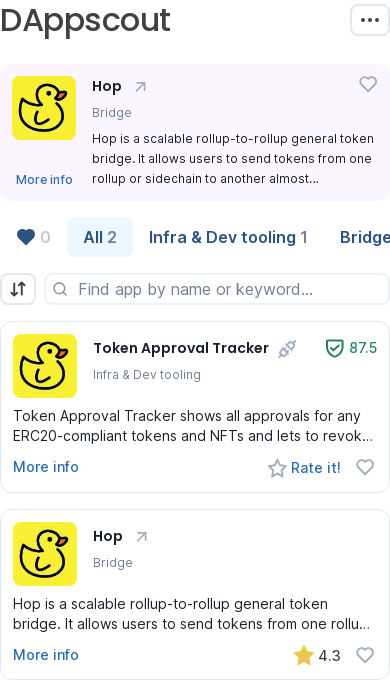 DAppscout
Hop
Bridge
Hop is a scalable rollup-to-rollup general token
bridge. It allows users to send tokens from one
rollup or sidechain to another almost...
More info
0
All 2
Infra & Dev tooling 1
Bridge
Find app by name or keyword...
Token Approval Tracker
87.5
Infra & Dev tooling
Token Approval Tracker shows all approvals for any
ERC20-compliant tokens and NFTs and lets to revok...
More info
Rate it!
Hop
Bridge
Hop is a scalable rollup-to-rollup general token
bridge. It allows users to send tokens from one rollu...
More info
4.3